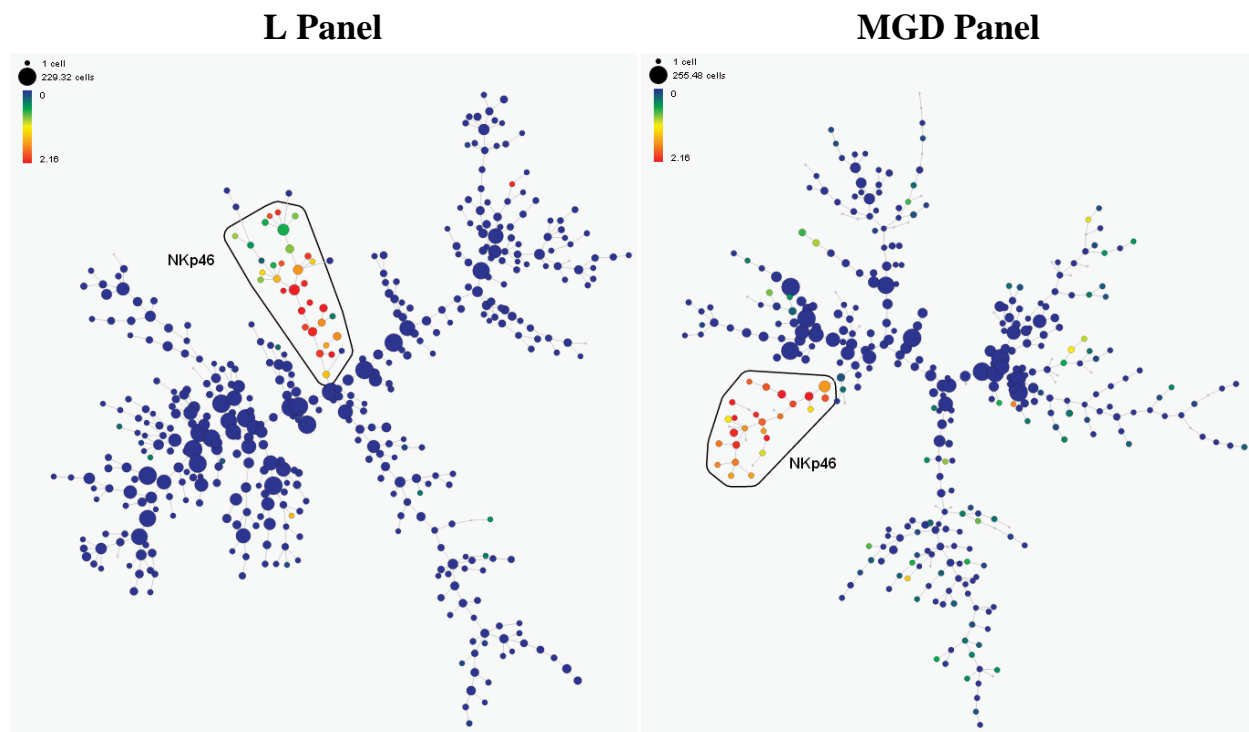 L Panel
1 cell
229.32 cells
0
2.16
NKp46
MGD Panel
1 cell
255.48 cells
0
2.16
NKp46